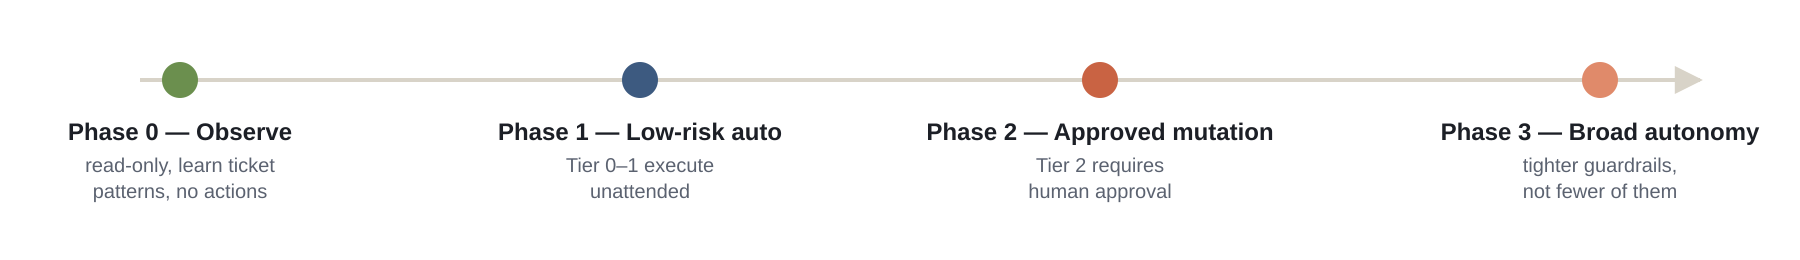 Phase 0 — Observe
read-only, learn ticket
patterns, no actions
Phase 1 — Low-risk auto
Tier 0–1 execute
unattended
Phase 2 — Approved mutation
Tier 2 requires
human approval
Phase 3 — Broad autonomy
tighter guardrails,
not fewer of them